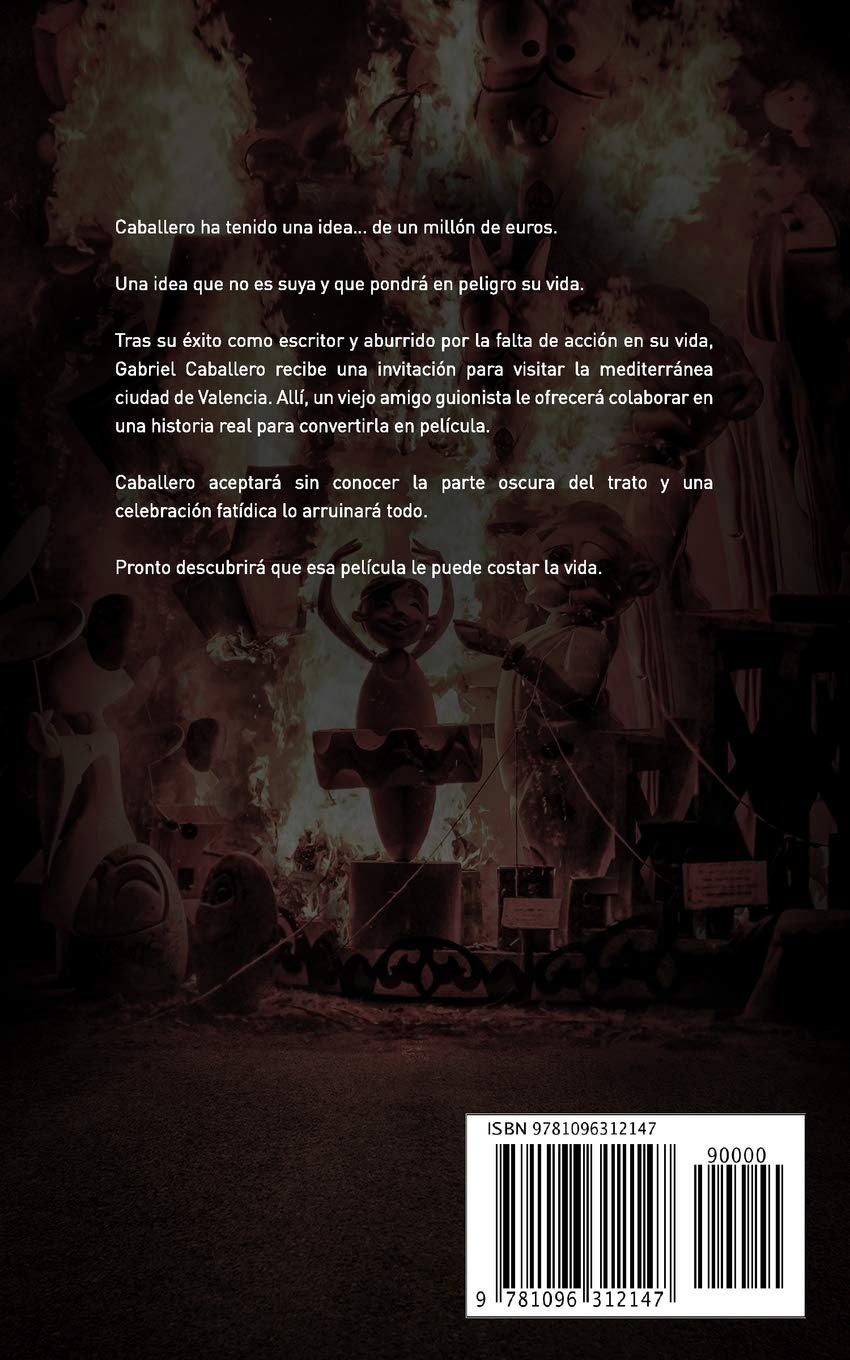 Caballero ha tenido una idea... de un millón de euros.
Una idea que no es suya y que pondrá en peligro su vida.
Tras su éxito como escritor y aburrido por la falta de acción en su vida,
Gabriel Caballero recibe una invitación para visitar la mediterránea
ciudad de Valencia. Allí, un viejo amigo guionista le ofrecerá colaborar en
una historia real para convertirla en película.
Caballero aceptará sin conocer la parte oscura del trato y una
celebración fatídica lo arruinará todo.
Pronto descubrirá que esa película le puede costar la vida.
ISBN 9781096312147
90000
9 781096 312147